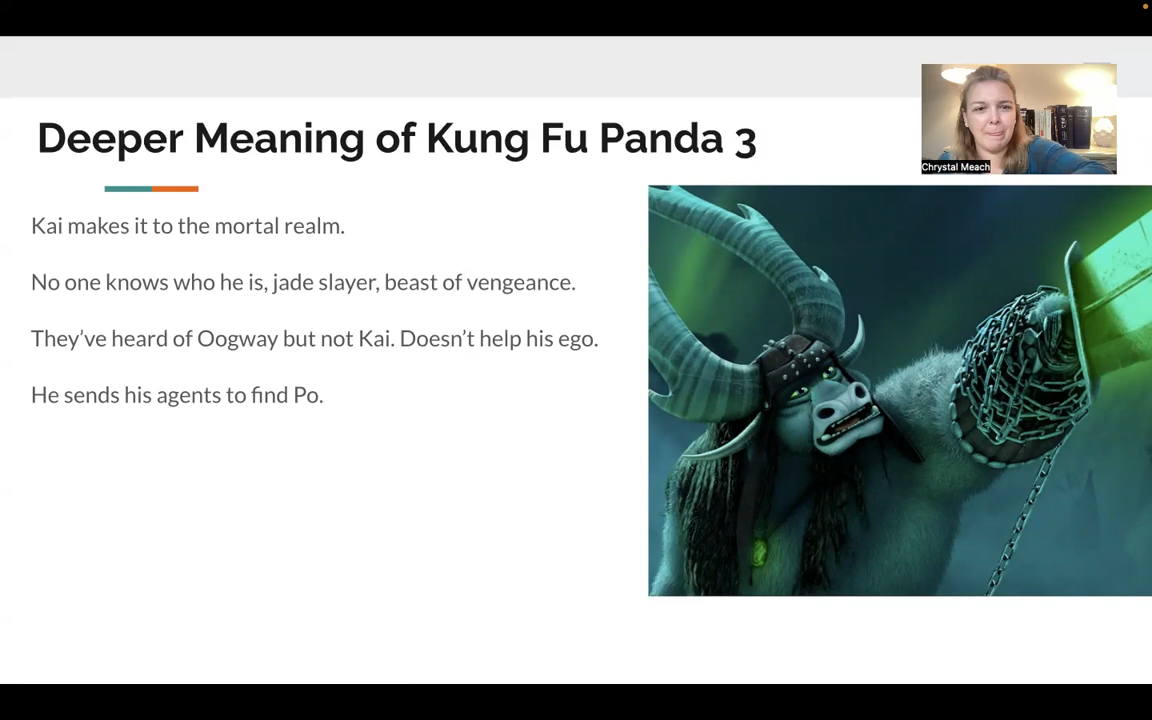 Deeper Meaning of Kung Fu Panda 3
Chrystal Meach
Kai makes it to the mortal realm.
No one knows who he is, jade slayer, beast of vengeance.
They’ve heard of Oogway but not Kai. Doesn’t help his ego.
He sends his agents to find Po.